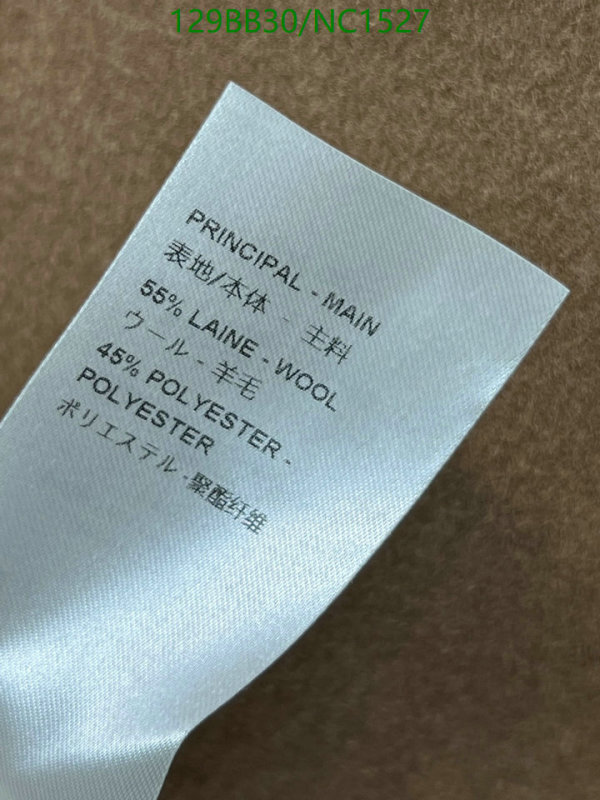 129BB30/NC1527
PRINCIPAL - MAIN
表地/本体 - 主料
55% LAINE - WOOL
ウール - 羊毛
45% POLYESTER -
POLYESTER
ポリエステル - 聚酯纤维